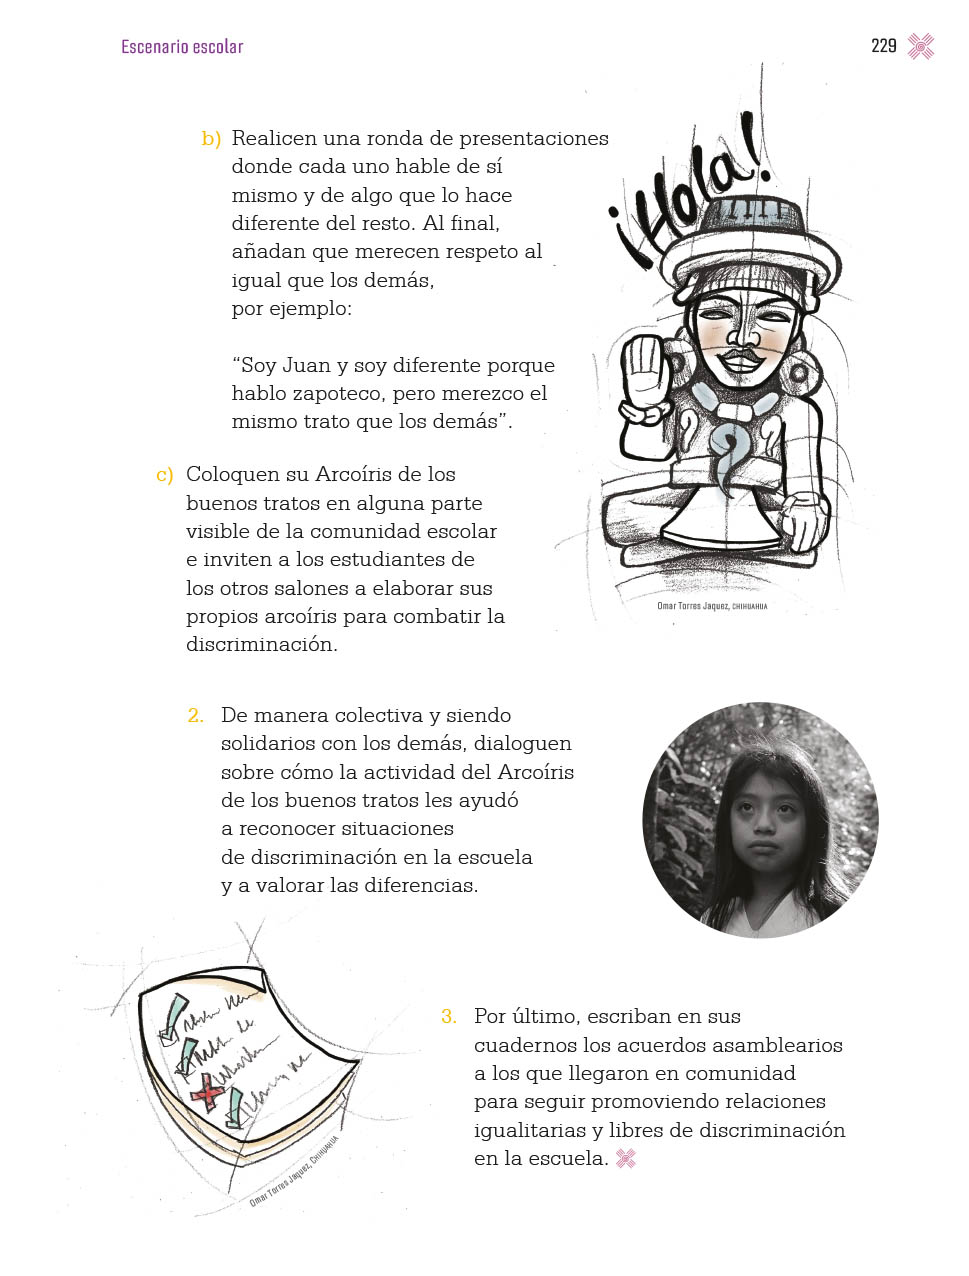 Escenario escolar
229
b) Realicen una ronda de presentaciones
donde cada uno hable de sí
mismo y de algo que lo hace
diferente del resto. Al final,
añadan que merecen respeto al
igual que los demás,
por ejemplo:
“Soy Juan y soy diferente porque
hablo zapoteco, pero merezco el
mismo trato que los demás”.
¡Hola!
Omar Torres Jaquez, CHIHUAHUA
c) Coloquen su Arcoíris de los
buenos tratos en alguna parte
visible de la comunidad escolar
e inviten a los estudiantes de
los otros salones a elaborar sus
propios arcoíris para combatir la
discriminación.
2. De manera colectiva y siendo
solidarios con los demás, dialoguen
sobre cómo la actividad del Arcoíris
de los buenos tratos les ayudó
a reconocer situaciones
de discriminación en la escuela
y a valorar las diferencias.
3. Por último, escriban en sus
cuadernos los acuerdos asamblearios
a los que llegaron en comunidad
para seguir promoviendo relaciones
igualitarias y libres de discriminación
en la escuela.
Omar Torres Jaquez, CHIHUAHUA